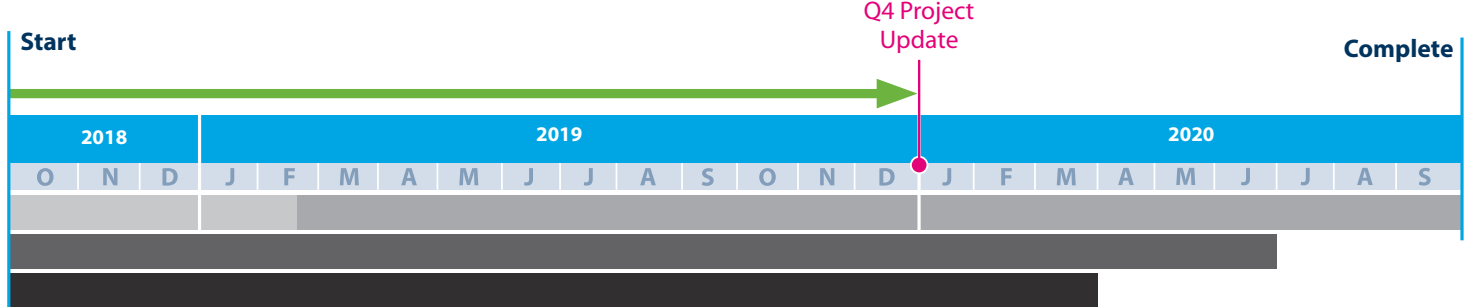 Q4 Project
Update
Start
Complete
2018 2019 2020
O N D J F M A M J J A S O N D J F M A M J J A S